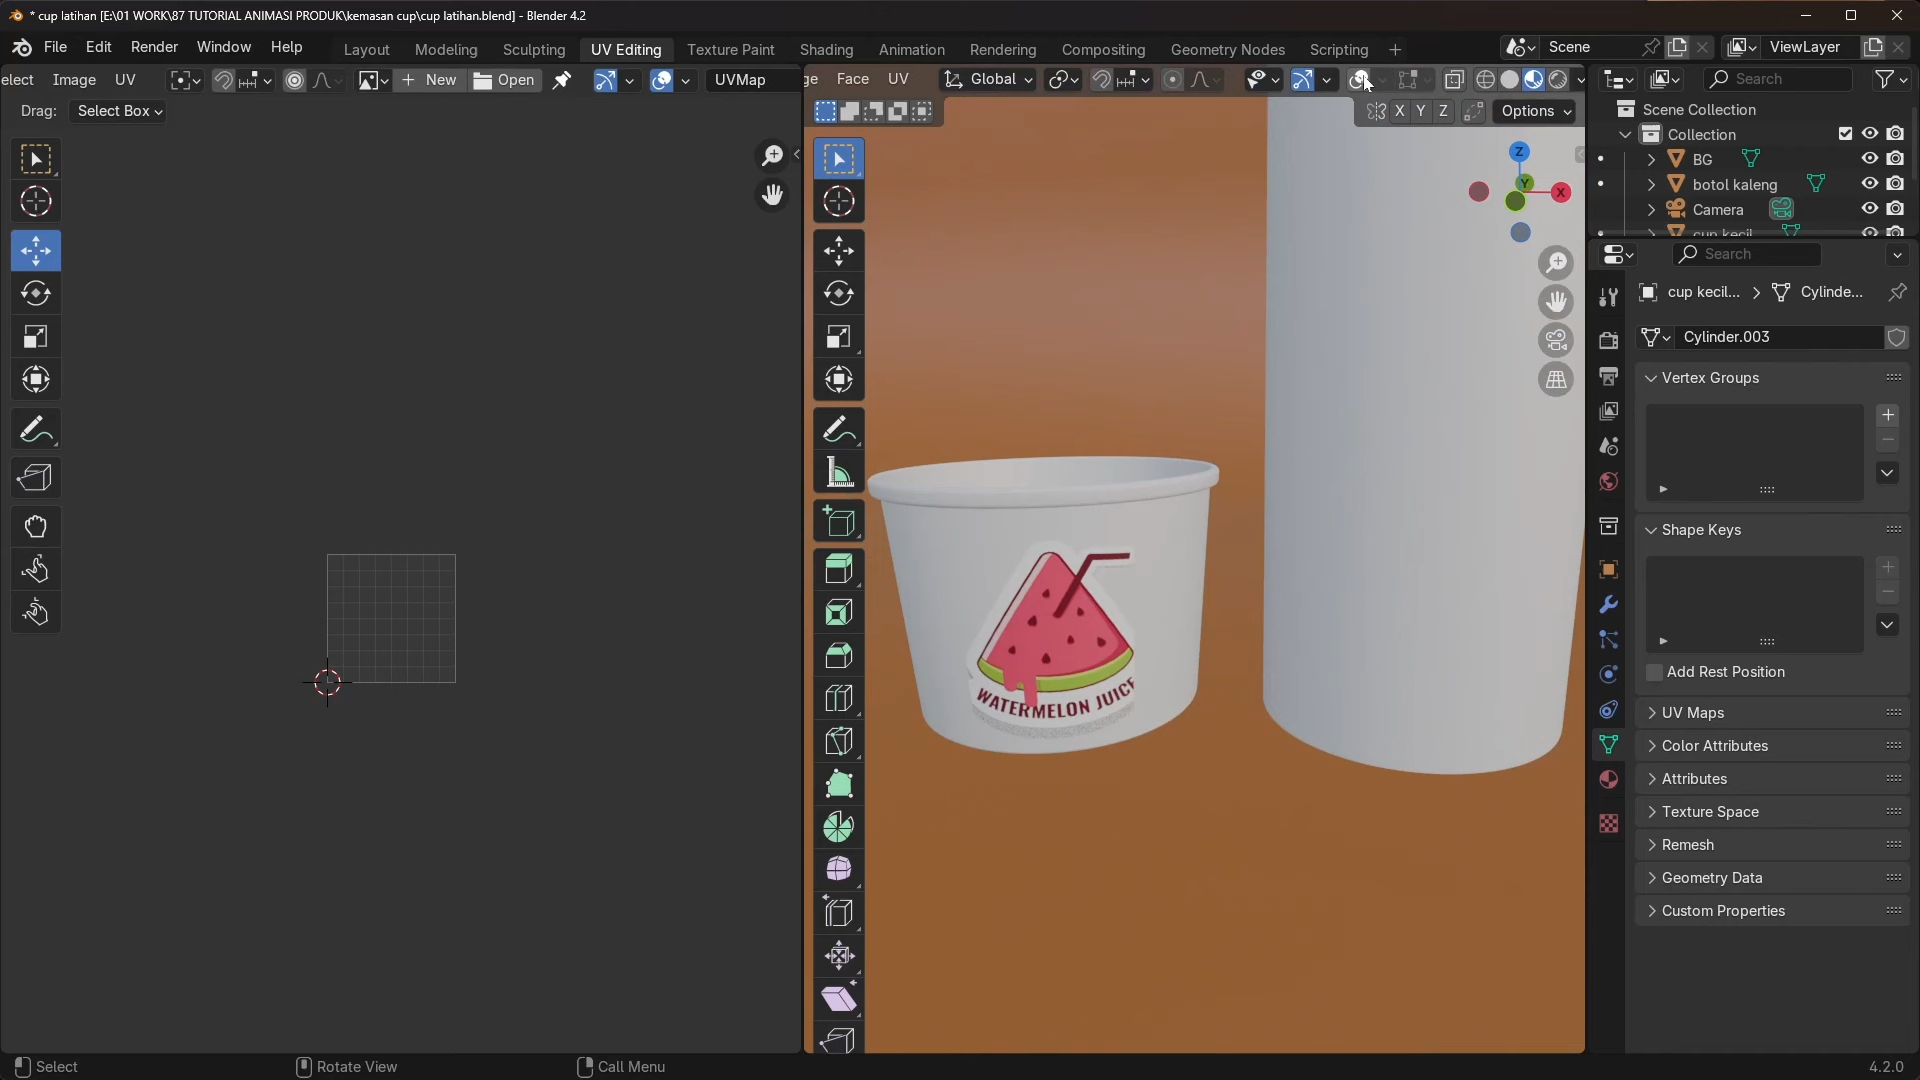 * cup latihan [E:\01 WORK\87 TUTORIAL ANIMASI PRODUK\kemasan cup\cup latihan.blend] - Blender 4.2
File Edit Render Window Help Layout Modeling Sculpting UV Editing Texture Paint Shading Animation Rendering Compositing Geometry Nodes Scripting + Scene ViewLayer
elect Image UV New Open UVMap ge Face UV Global Search
Drag: Select Box X Y Z Options
Scene Collection
Collection
BG
botol kaleng
Camera
cup kecil
Z
Y
X
Search
cup kecil... > Cylinde...
Cylinder.003
Vertex Groups
Shape Keys
Add Rest Position
UV Maps
Color Attributes
Attributes
Texture Space
Remesh
Geometry Data
Custom Properties
WATERMELON JUICE
Select Rotate View Call Menu 4.2.0